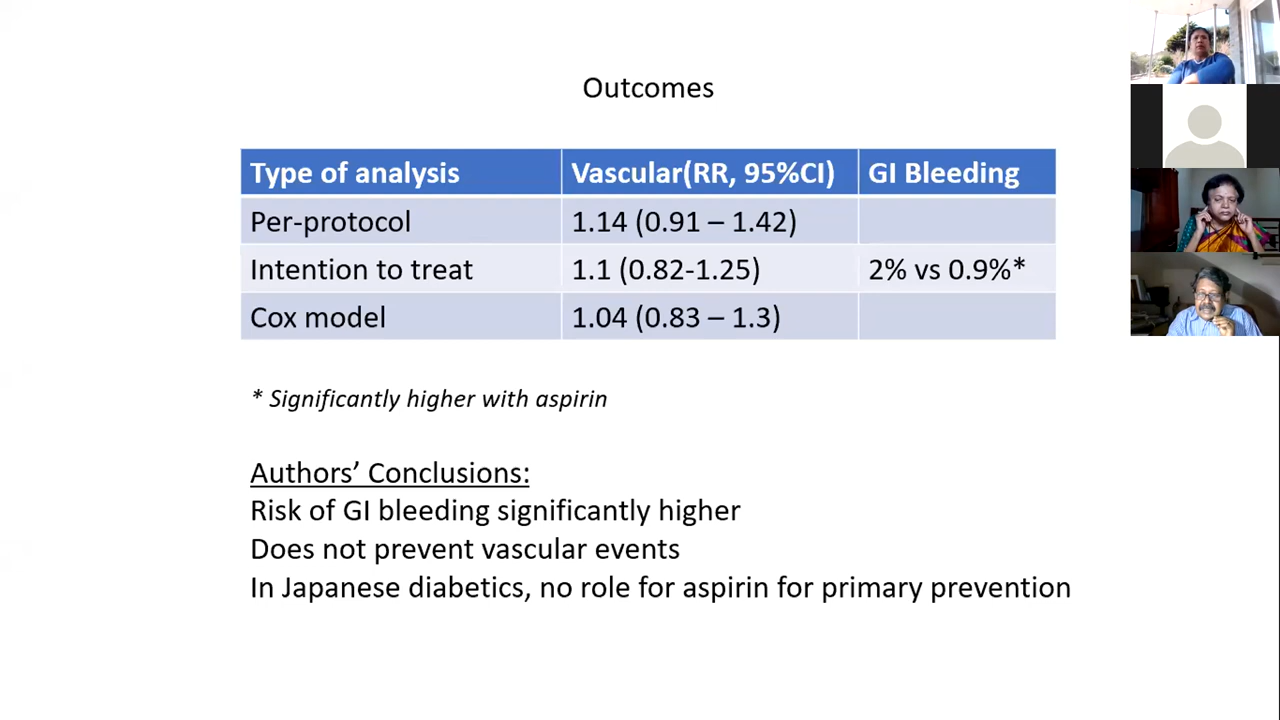 Outcomes
Type of analysis Vascular(RR, 95%CI) GI Bleeding
Per-protocol 1.14 (0.91 – 1.42)
Intention to treat 1.1 (0.82-1.25) 2% vs 0.9%*
Cox model 1.04 (0.83 – 1.3)
* Significantly higher with aspirin
Authors’ Conclusions:
Risk of GI bleeding significantly higher
Does not prevent vascular events
In Japanese diabetics, no role for aspirin for primary prevention